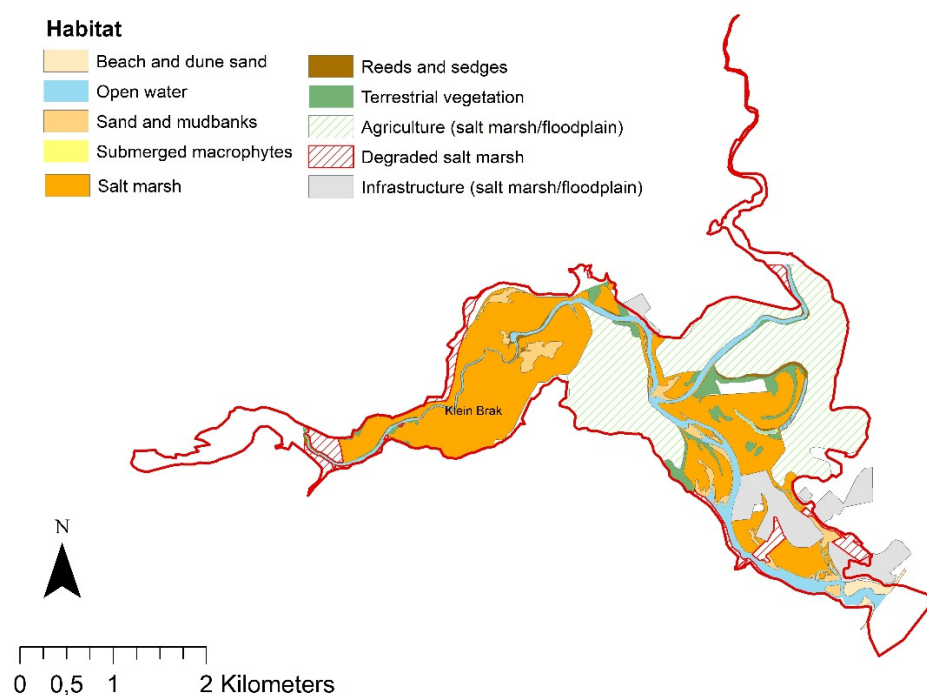 Habitat
Beach and dune sand
Open water
Sand and mudbanks
Submerged macrophytes
Salt marsh
Reeds and sedges
Terrestrial vegetation
Agriculture (salt marsh/floodplain)
Degraded salt marsh
Infrastructure (salt marsh/floodplain)
Klein Brak
N
0 0,5 1 2 Kilometers